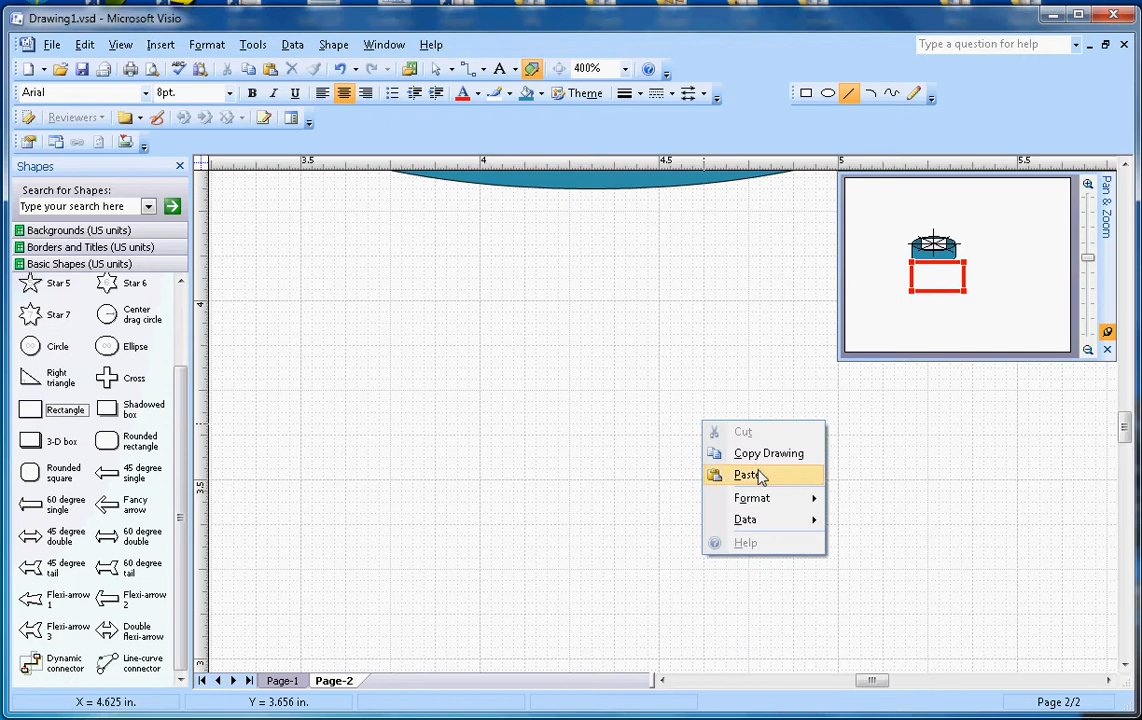 Drawing1.vsd - Microsoft Visio
File Edit View Insert Format Tools Data Shape Window Help
Type a question for help
400%
Arial 8pt. B I U Theme
Reviewers
Shapes
Search for Shapes:
Type your search here
Backgrounds (US units)
Borders and Titles (US units)
Basic Shapes (US units)
Star 5 Star 6
Star 7 Center drag circle
Circle Ellipse
Right triangle Cross
Rectangle Shadowed box
3-D box Rounded rectangle
Rounded square 45 degree single
60 degree single Fancy arrow
45 degree double 60 degree double
45 degree tail 60 degree tail
Flexi-arrow 1 Flexi-arrow 2
Flexi-arrow 3 Double flexi-arrow
Dynamic connector Line-curve connector
3.5 4 4.5 5 5.5
4
3.5
3
Pan & Zoom
Cut
Copy Drawing
Paste
Format
Data
Help
Page-1 Page-2
X = 4.625 in. Y = 3.656 in. Page 2/2